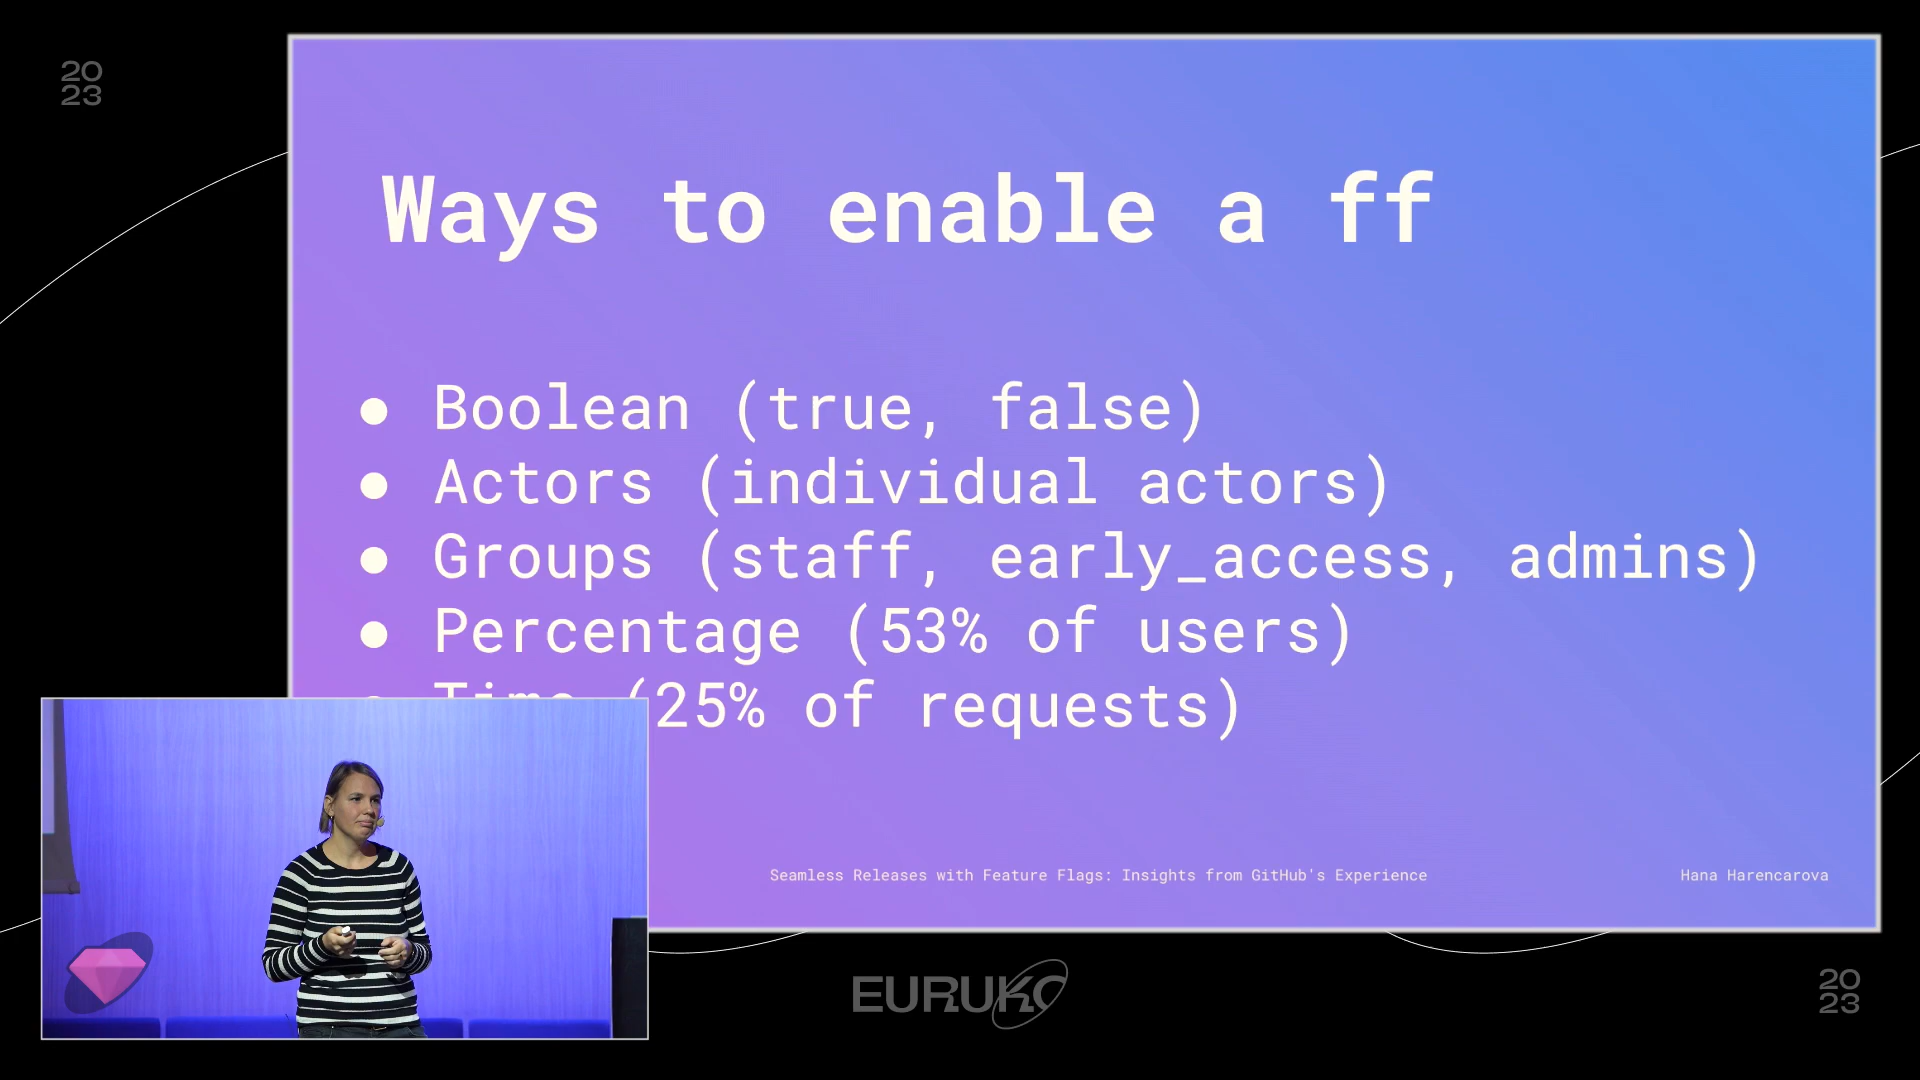 20
23
Ways to enable a ff
● Boolean (true, false)
● Actors (individual actors)
● Groups (staff, early_access, admins)
● Percentage (53% of users)
● Time (25% of requests)
Seamless Releases with Feature Flags: Insights from GitHub's Experience
Hana Harencarova
EURUKO
20
23